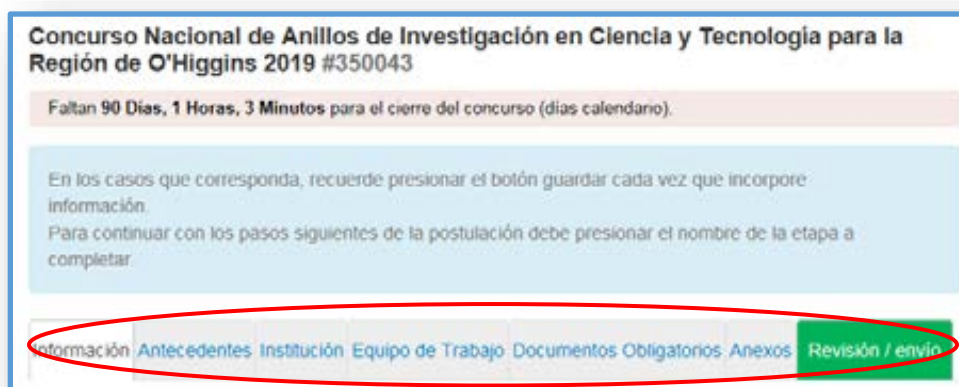 Concurso Nacional de Anillos de Investigación en Ciencia y Tecnología para la
Región de O'Higgins 2019 #350043
Faltan 90 Días, 1 Horas, 3 Minutos para el cierre del concurso (días calendario).
En los casos que corresponda, recuerde presionar el botón guardar cada vez que incorpore
información.
Para continuar con los pasos siguientes de la postulación debe presionar el nombre de la etapa a
completar.
Información Antecedentes Institución Equipo de Trabajo Documentos Obligatorios Anexos Revisión / envío